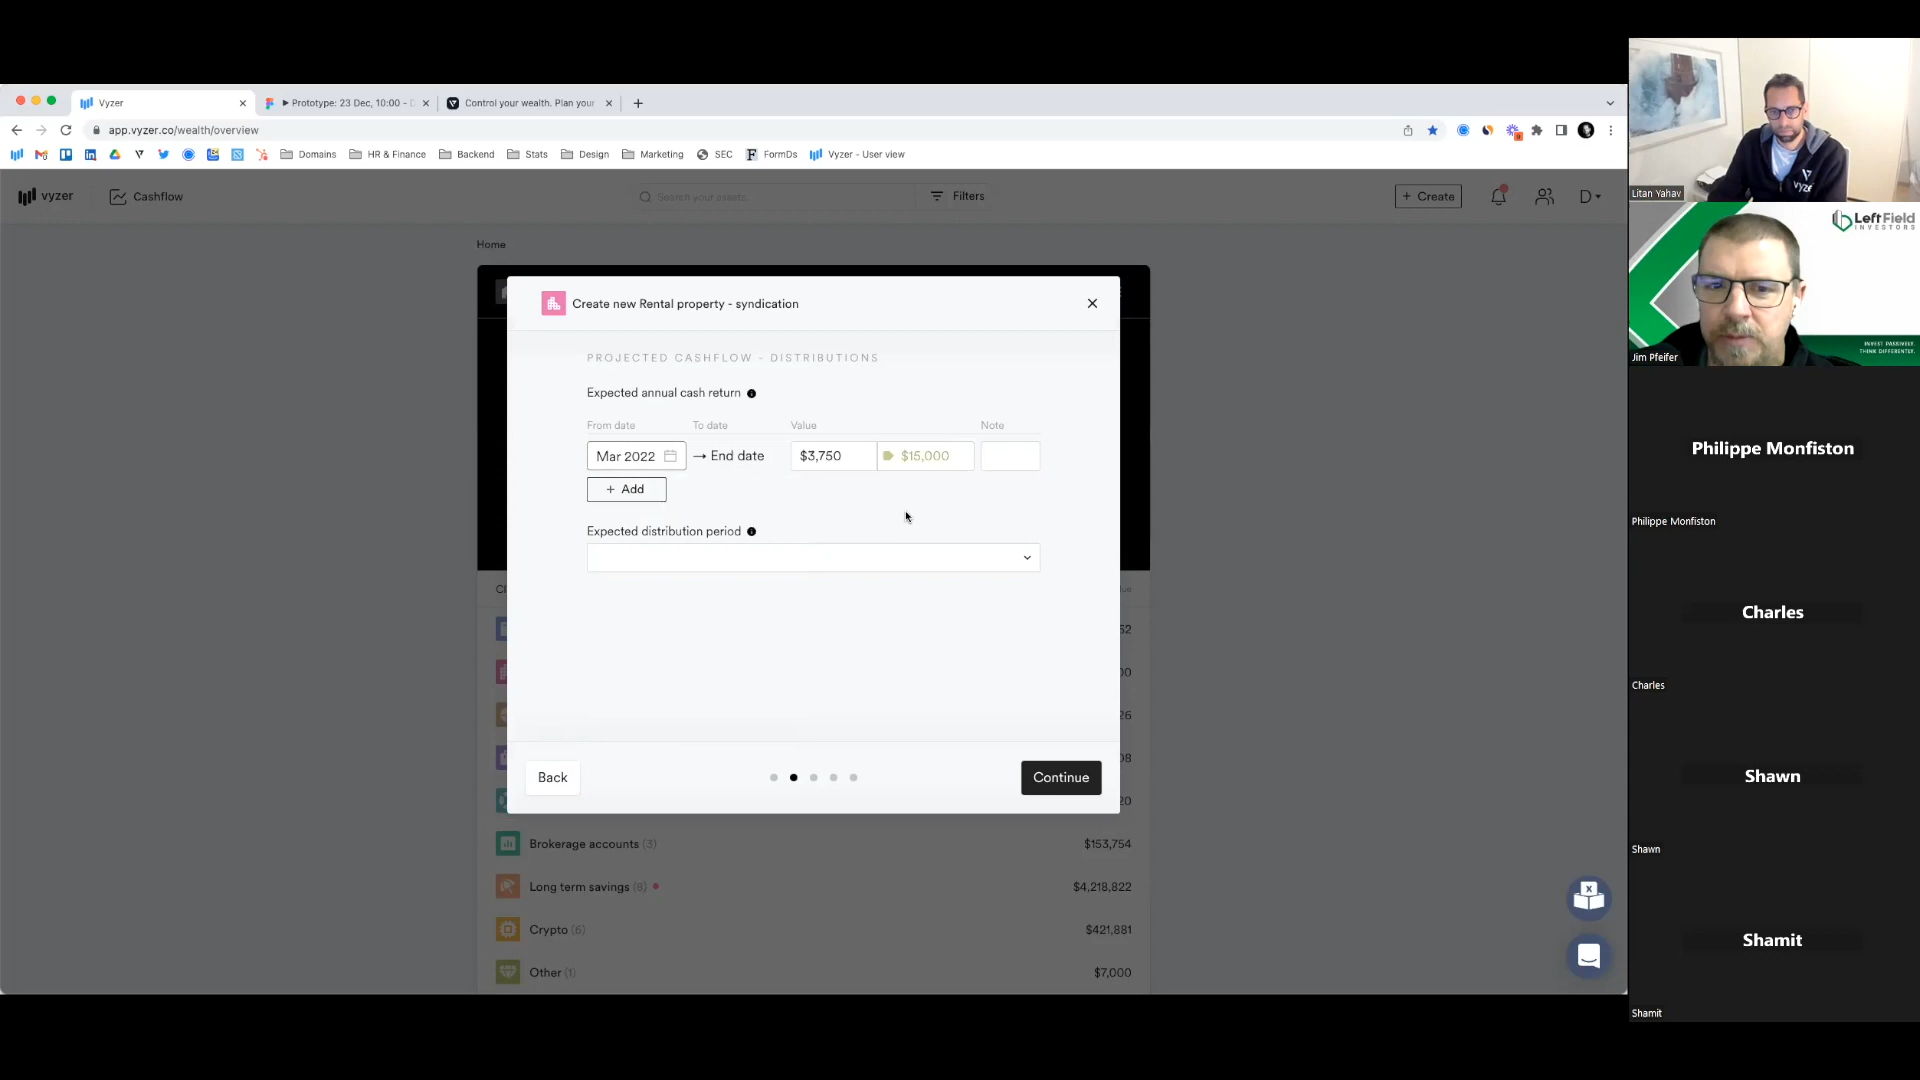 Vyzer
Prototype: 23 Dec, 10:00 -
Control your wealth. Plan your
app.vyzer.co/wealth/overview
Domains
HR & Finance
Backend
Stats
Design
Marketing
SEC
FormDs
Vyzer - User view
vyzer
Cashflow
Search your assets...
Filters
+ Create
D
Home
Create new Rental property - syndication
PROJECTED CASHFLOW - DISTRIBUTIONS
Expected annual cash return
From date
To date
Value
Note
Mar 2022
→ End date
$3,750
$15,000
+ Add
Expected distribution period
Back
Continue
Brokerage accounts (3)
$153,754
Long term savings (8)
$4,218,822
Crypto (6)
$421,881
Other (1)
$7,000
Litan Yahav
LeftField
INVESTORS
INVEST PASSIVELY.
THINK DIFFERENTLY.
Jim Pfeifer
Philippe Monfiston
Philippe Monfiston
Charles
Charles
Shawn
Shawn
Shamit
Shamit